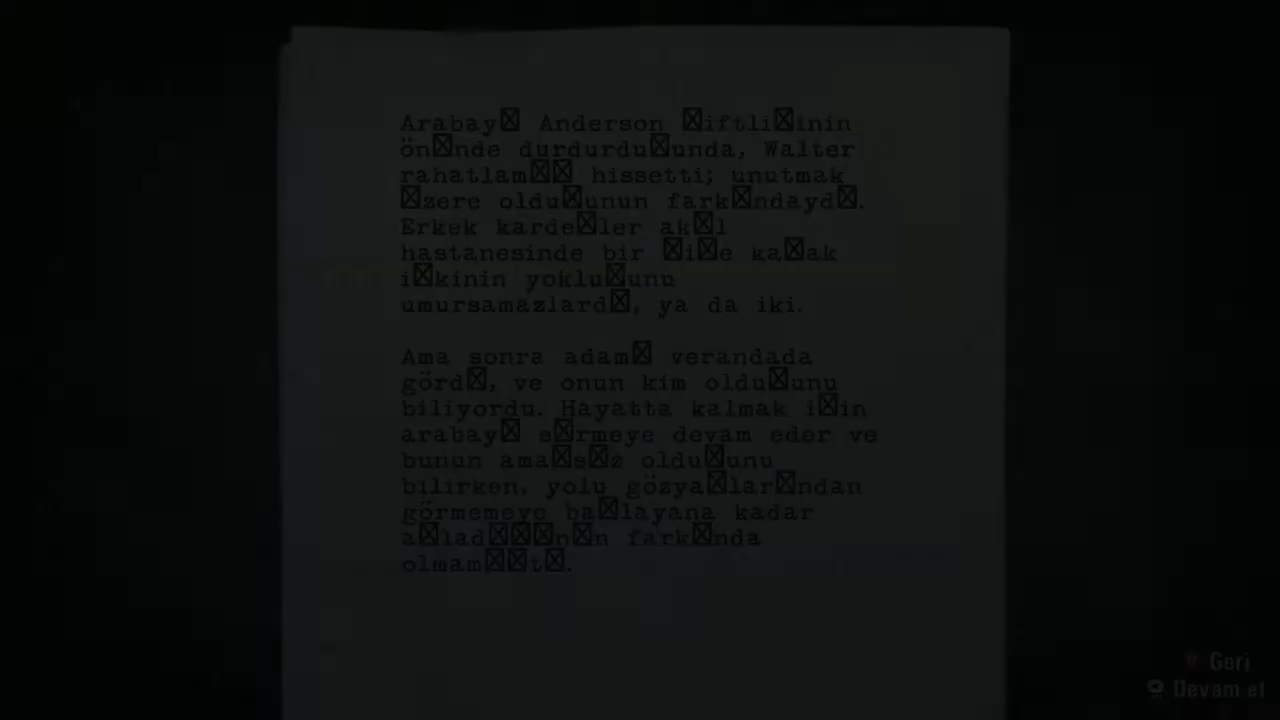 Arabay☒ Anderson ☒iftli☒inin
ön☒nde durdurdu☒unda, Walter
rahatlam☒☒ hissetti; unutmak
☒zere oldu☒unun fark☒ndayd☒.
Erkek karde☒ler ak☒l
hastanesinde bir ☒i☒e ka☒ak
i☒kinin yoklu☒unu
umursamazlard☒, ya da iki.
Ama sonra adam☒ verandada
görd☒, ve onun kim oldu☒unu
biliyordu. Hayatta kalmak i☒in
arabay☒ s☒rmeye devam eder ve
bunun ama☒s☒z oldu☒unu
bilirken, yolu gözya☒lar☒ndan
görmemeye ba☒layana kadar
a☒lad☒☒☒n☒n fark☒nda
olmam☒☒t☒.
Geri
Devam et